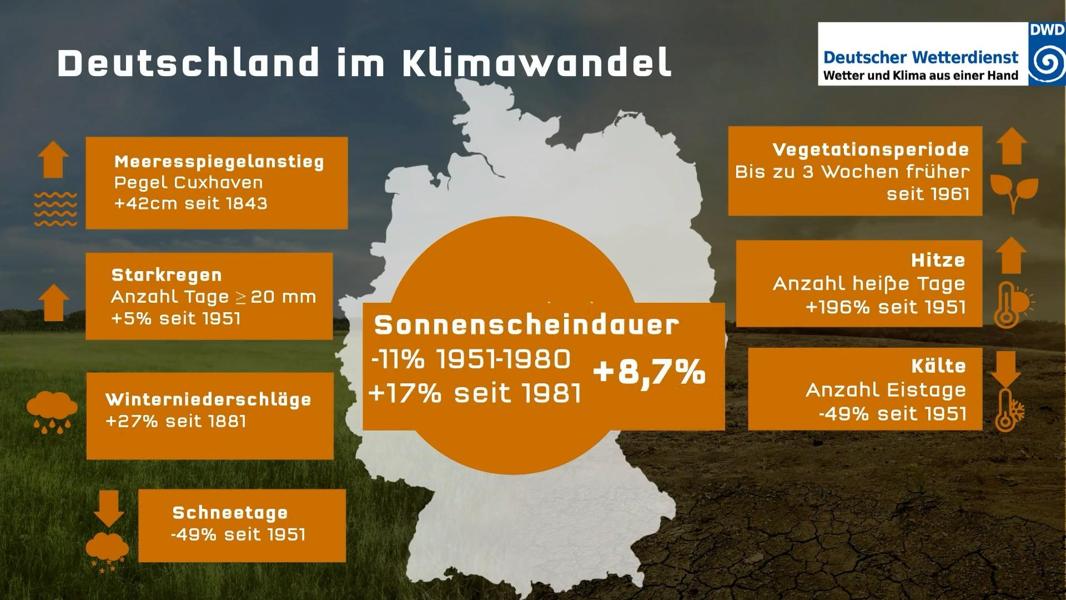 Deutschland im Klimawandel
DWD
Deutscher Wetterdienst
Wetter und Klima aus einer Hand
Meeresspiegelanstieg
Pegel Cuxhaven
+42cm seit 1843
Starkregen
Anzahl Tage ≥ 20 mm
+5% seit 1951
Winterniederschläge
+27% seit 1881
Schneetage
-49% seit 1951
Sonnenscheindauer
-11% 1951-1980
+17% seit 1981
+8,7%
Vegetationsperiode
Bis zu 3 Wochen früher
seit 1961
Hitze
Anzahl heiße Tage
+196% seit 1951
Kälte
Anzahl Eistage
-49% seit 1951